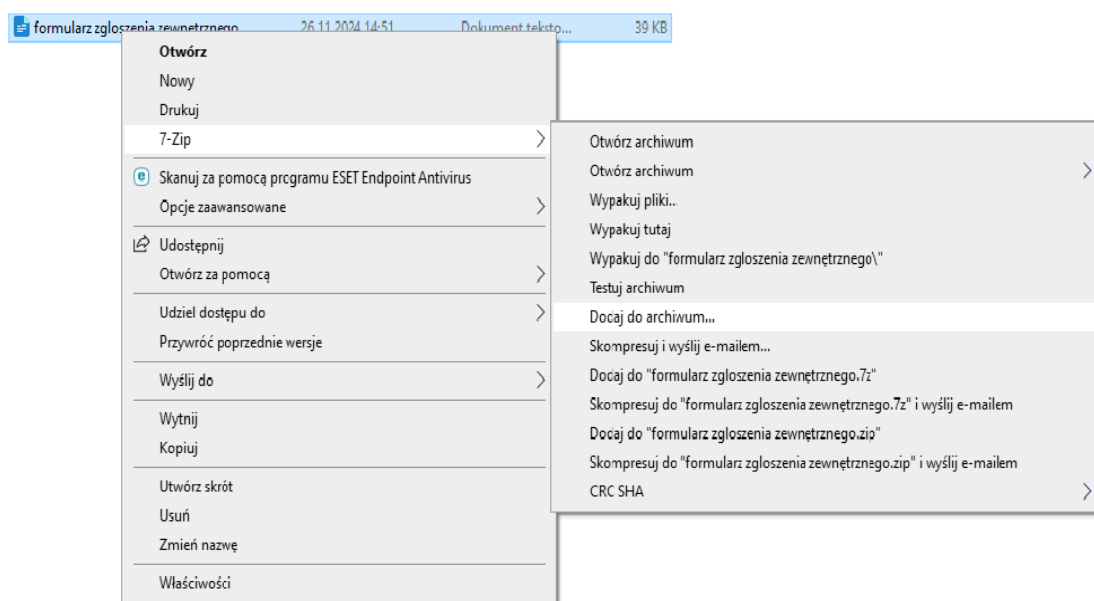 formularz zgloszenia zewnętrznego 26.11.2024 14:51 Dokument teksto... 39 KB
Otwórz
Nowy
Drukuj
7-Zip
Skanuj za pomocą programu ESET Endpoint Antivirus
Opcje zaawansowane
Udostępnij
Otwórz za pomocą
Udziel dostępu do
Przywróć poprzednie wersje
Wyślij do
Wytnij
Kopiuj
Utwórz skrót
Usuń
Zmień nazwę
Właściwości
Otwórz archiwum
Otwórz archiwum
Wypakuj pliki...
Wypakuj tutaj
Wypakuj do "formularz zgloszenia zewnętrznego\"
Testuj archiwum
Dodaj do archiwum...
Skompresuj i wyślij e-mailem...
Dodaj do "formularz zgloszenia zewnętrznego.7z"
Skompresuj do "formularz zgloszenia zewnętrznego.7z" i wyślij e-mailem
Dodaj do "formularz zgloszenia zewnętrznego.zip"
Skompresuj do "formularz zgloszenia zewnętrznego.zip" i wyślij e-mailem
CRC SHA